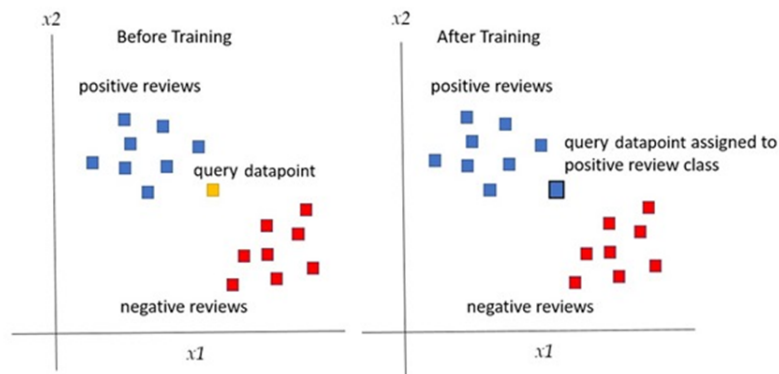 x2
Before Training
positive reviews
query datapoint
negative reviews
x1
x2
After Training
positive reviews
query datapoint assigned to
positive review class
negative reviews
x1